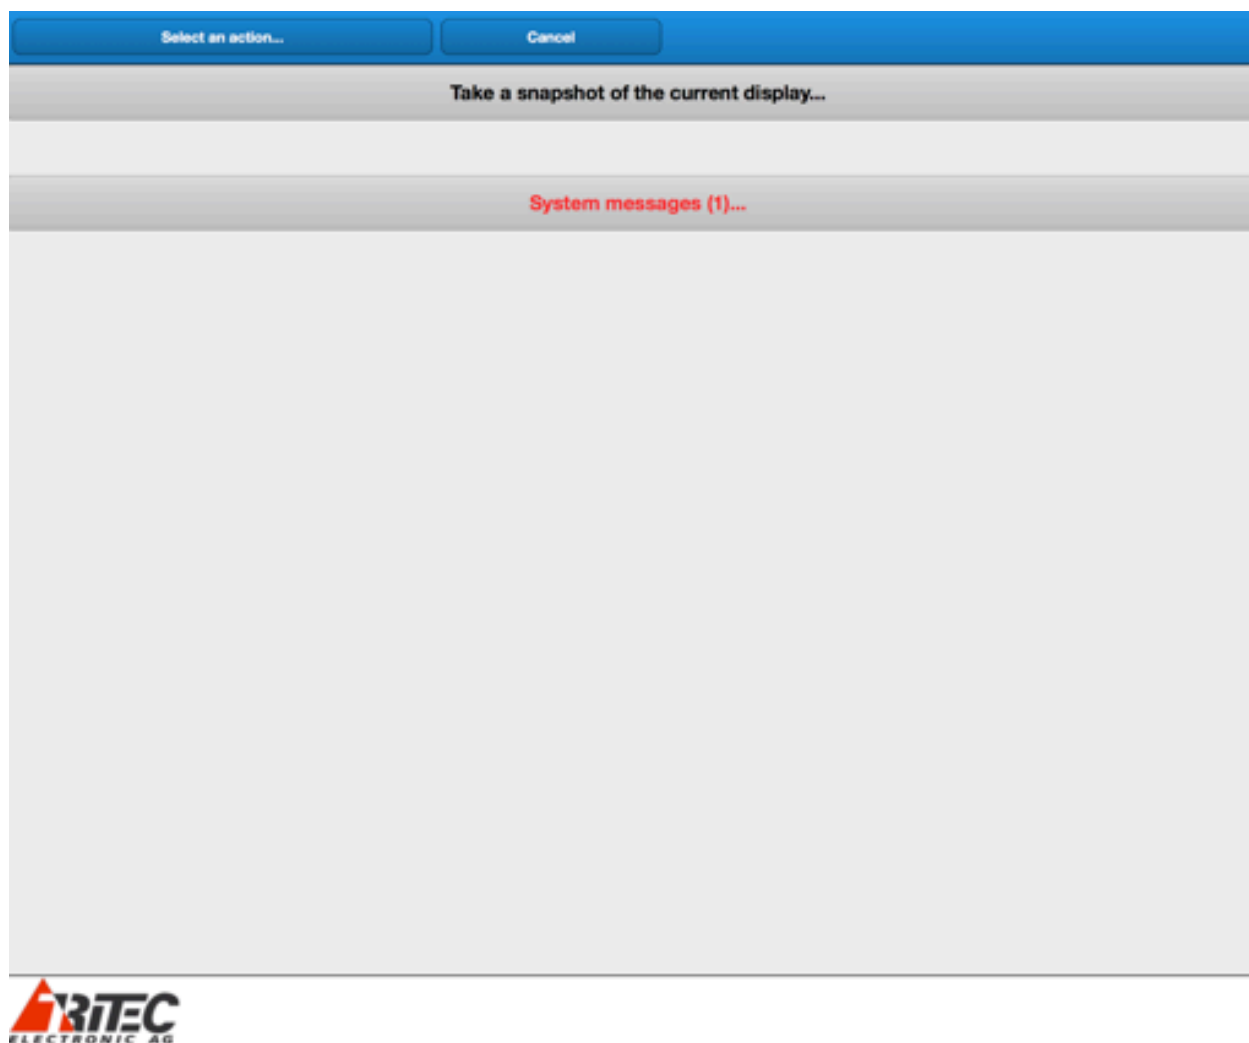 Select an action...
Cancel
Take a snapshot of the current display...
System messages (1)...
TRITEC
ELECTRONIC AG